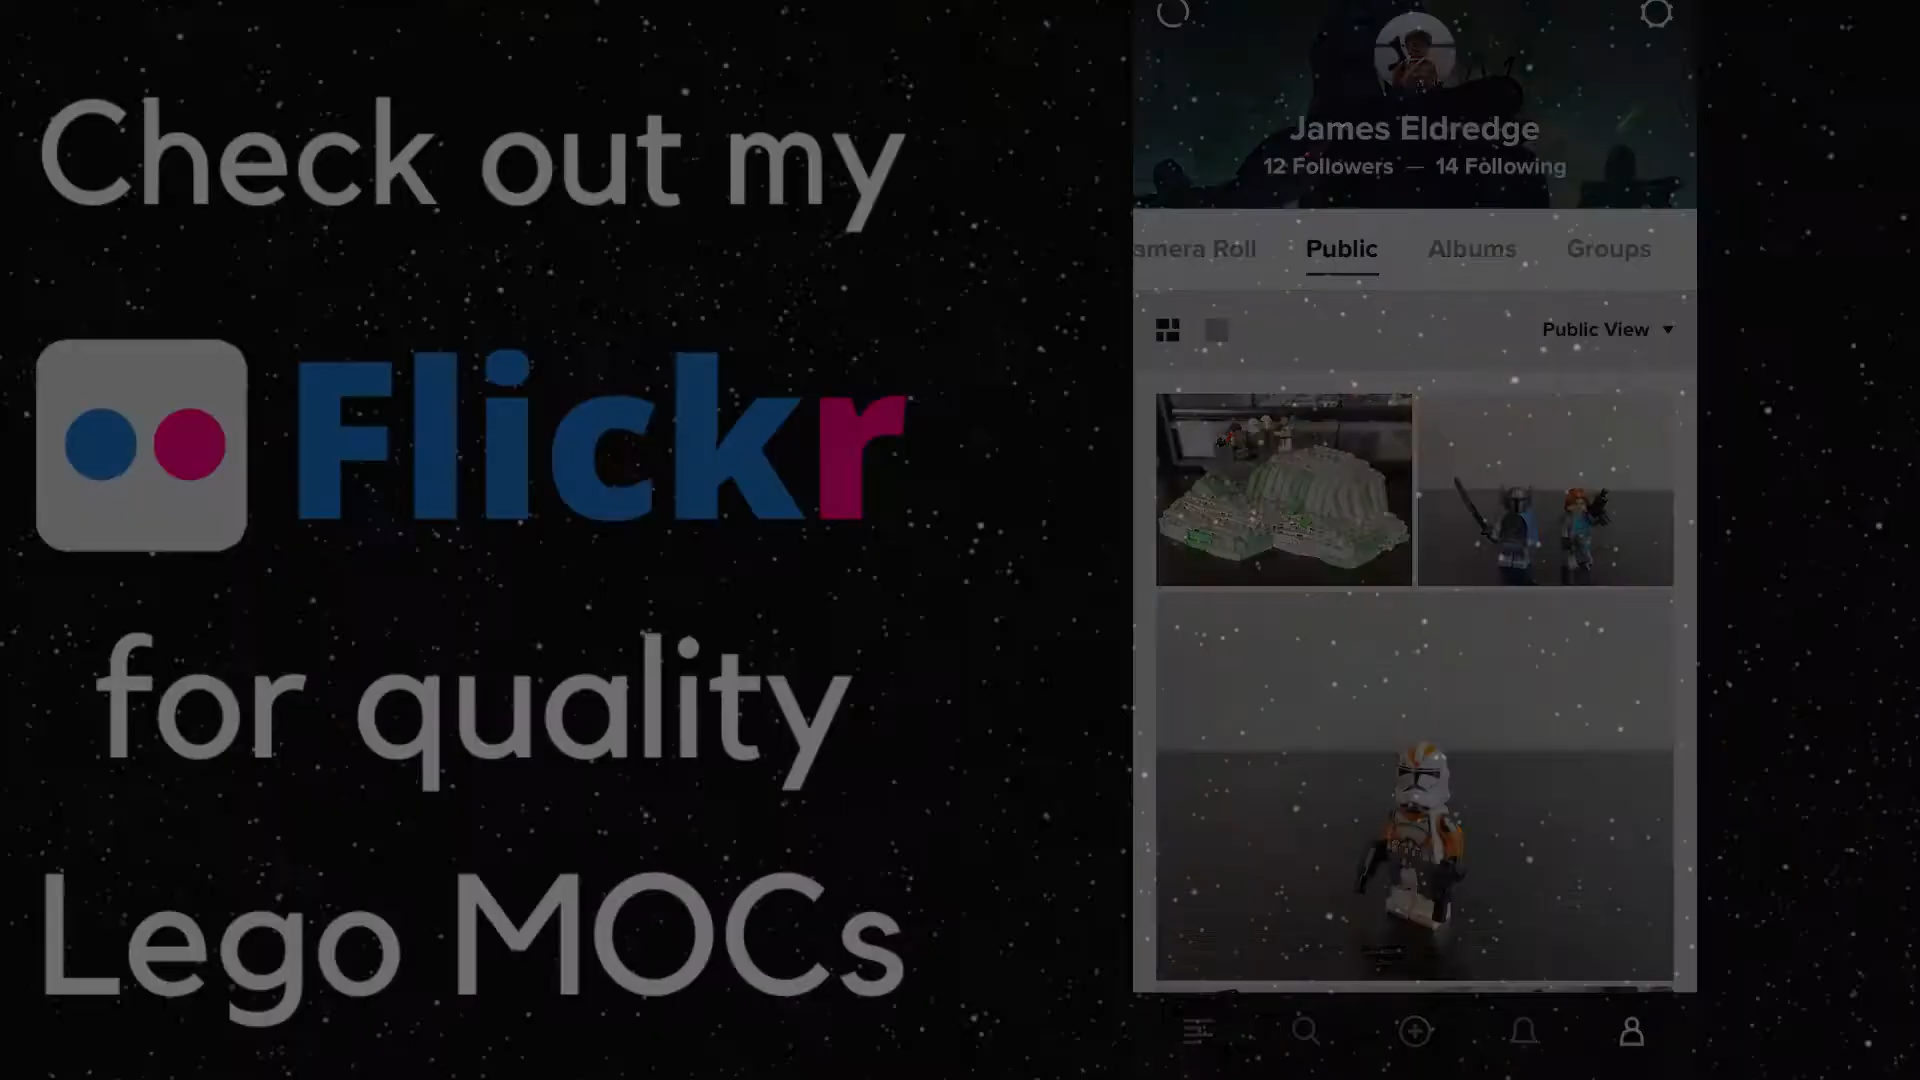 Check out my
Flickr
for quality
Lego MOCs
James Eldredge
12 Followers — 14 Following
amera Roll Public Albums Groups
Public View